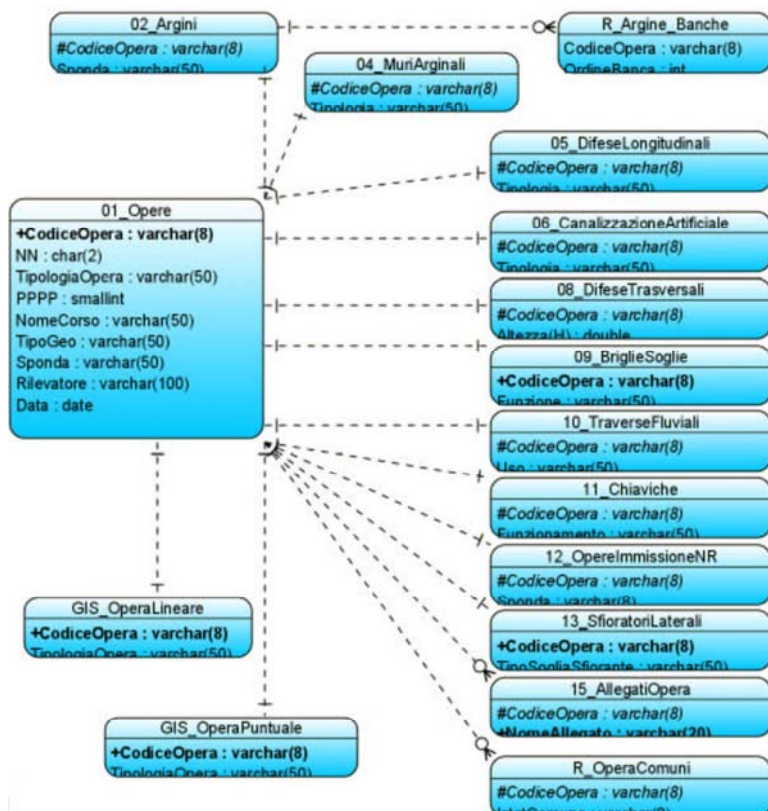 02_Argini
#CodiceOpera : varchar(8)
Sponda : varchar(50)
R_Argine_Banche
CodiceOpera : varchar(8)
OrdineBanca : int
04_MuriArginali
#CodiceOpera : varchar(8)
Tipologia : varchar(50)
05_DifeseLongitudinali
#CodiceOpera : varchar(8)
Tipologia : varchar(50)
01_Opere
+CodiceOpera : varchar(8)
NN : char(2)
TipologiaOpera : varchar(50)
PPPP : smallint
NomeCorso : varchar(50)
TipoGeo : varchar(50)
Sponda : varchar(50)
Rilevatore : varchar(100)
Data : date
06_CanalizzazioneArtificiale
#CodiceOpera : varchar(8)
Tipologia : varchar(50)
08_DifeseTrasversali
#CodiceOpera : varchar(8)
Altezza(H) : double
09_BriglieSoglie
+CodiceOpera : varchar(8)
Funzione : varchar(50)
10_TraverseFluviali
#CodiceOpera : varchar(8)
Uso : varchar(50)
11_Chiaviche
#CodiceOpera : varchar(8)
Funzionamento : varchar(50)
12_OpereImmissioneNR
#CodiceOpera : varchar(8)
Sponda : varchar(8)
13_SfioratoriLaterali
+CodiceOpera : varchar(8)
TipoSogliaSfiorante : varchar(50)
15_AllegatiOpera
#CodiceOpera : varchar(8)
+NomeAllegato : varchar(20)
R_OperaComuni
#CodiceOpera : varchar(8)
GIS_OperaLineare
+CodiceOpera : varchar(8)
TipologiaOpera : varchar(50)
GIS_OperaPuntuale
+CodiceOpera : varchar(8)
TipologiaOpera : varchar(50)